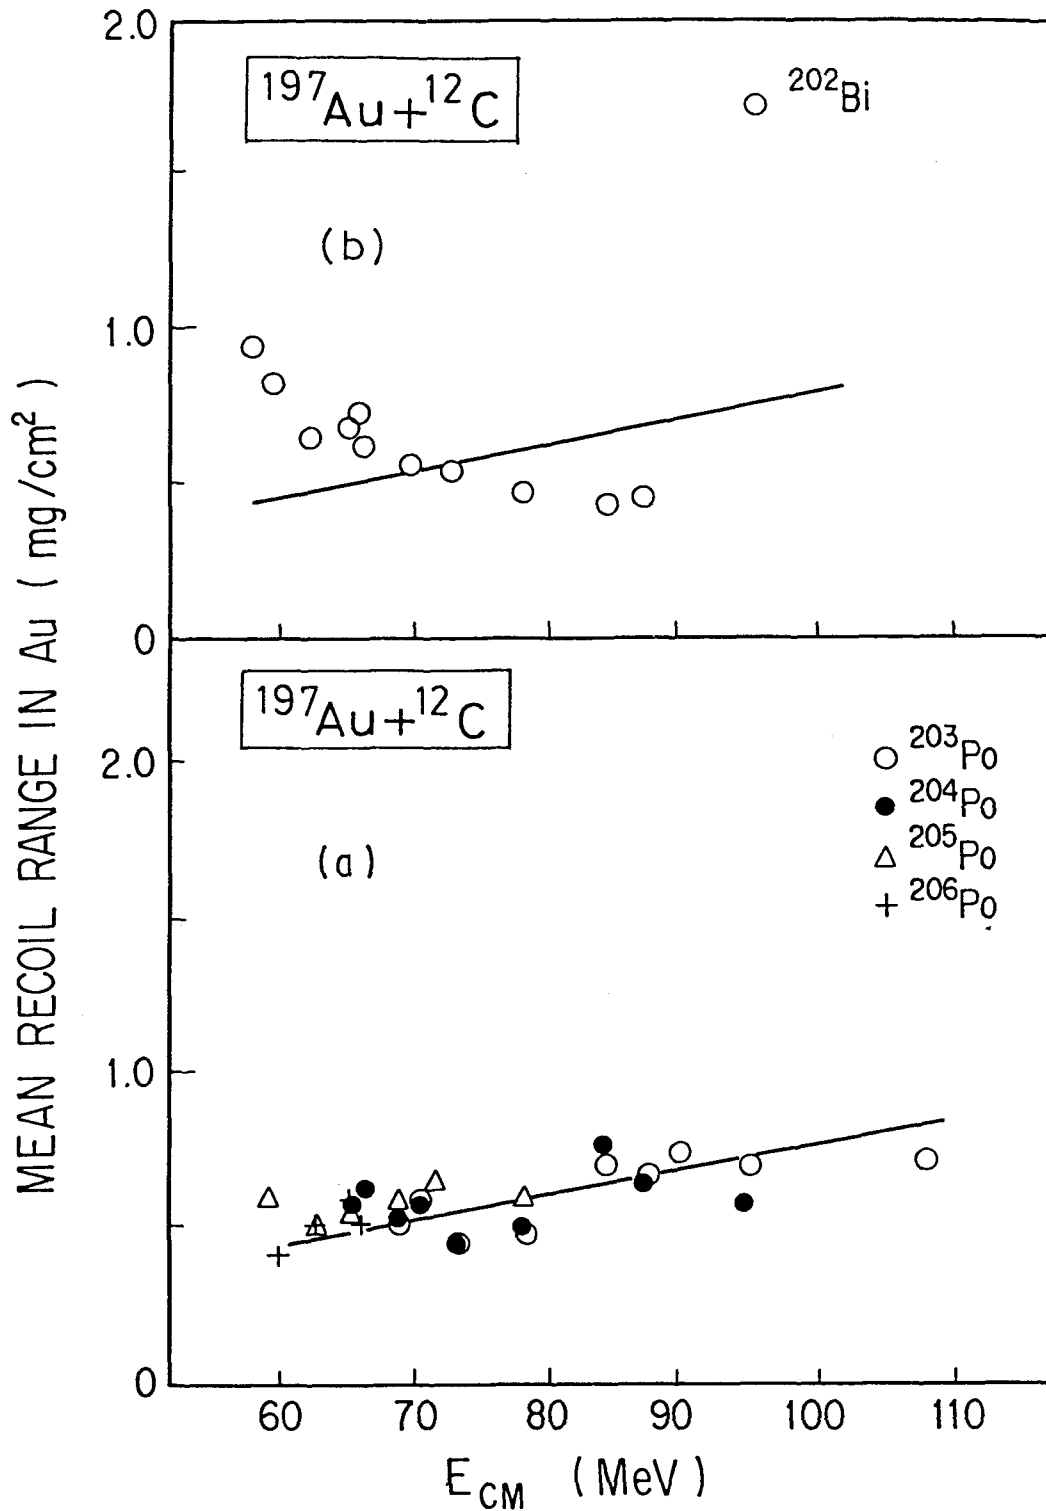 2.0
197Au+12C
202Bi
(b)
1.0
0
197Au+12C
203Po
2.0
204Po
(a)
205Po
206Po
1.0
0
60 70 80 90 100 110
ECM (MeV)
MEAN RECOIL RANGE IN Au (mg/cm2)